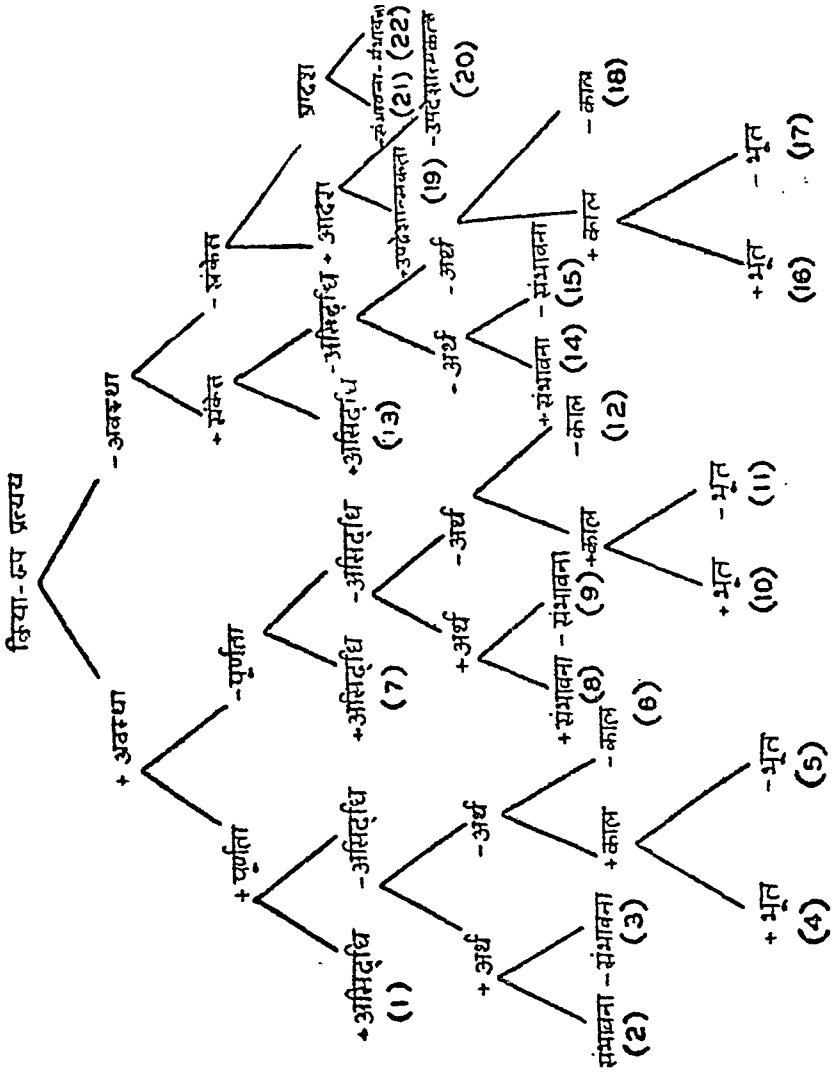 क्रिया-रूप प्रत्यय
+ अवस्था - अवस्था
+ पूर्णता - पूर्णता + संकेत - संकेत
+असिद्धि -असिद्धि +असिद्धि -असिद्धि +असिद्धि -असिद्धि + आदेश
(1) (7) (13)
+ अर्थ -अर्थ +अर्थ -अर्थ -अर्थ -अर्थ
+उपदेशात्मकता -उपदेशात्मकता
(19) (20)
(21) (22)
संभावना -संभावना +काल -काल
(2) (3) (6)
+ संभावना - संभावना +काल -काल
(8) (9) (12)
+संभावना - संभावना + काल - काल
(14) (15) (18)
+ भूत -भूत + भूत - भूत + भूत - भूत
(4) (5) (10) (11) (16) (17)